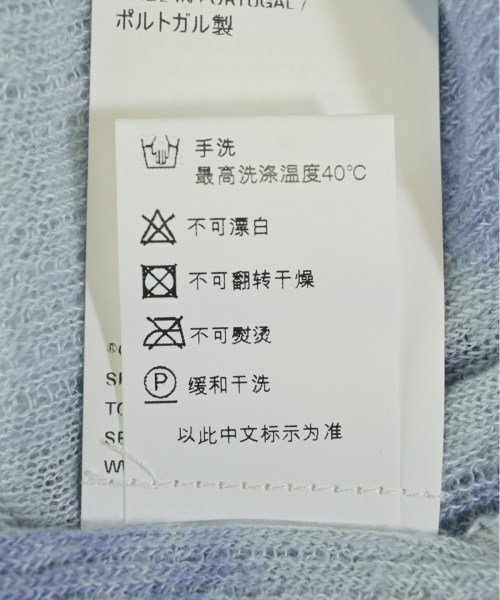 PORTUGAL /
ポルトガル製
手洗
最高洗涤温度40℃
不可漂白
不可翻转干燥
不可熨烫
P
缓和干洗
以此中文标示为准